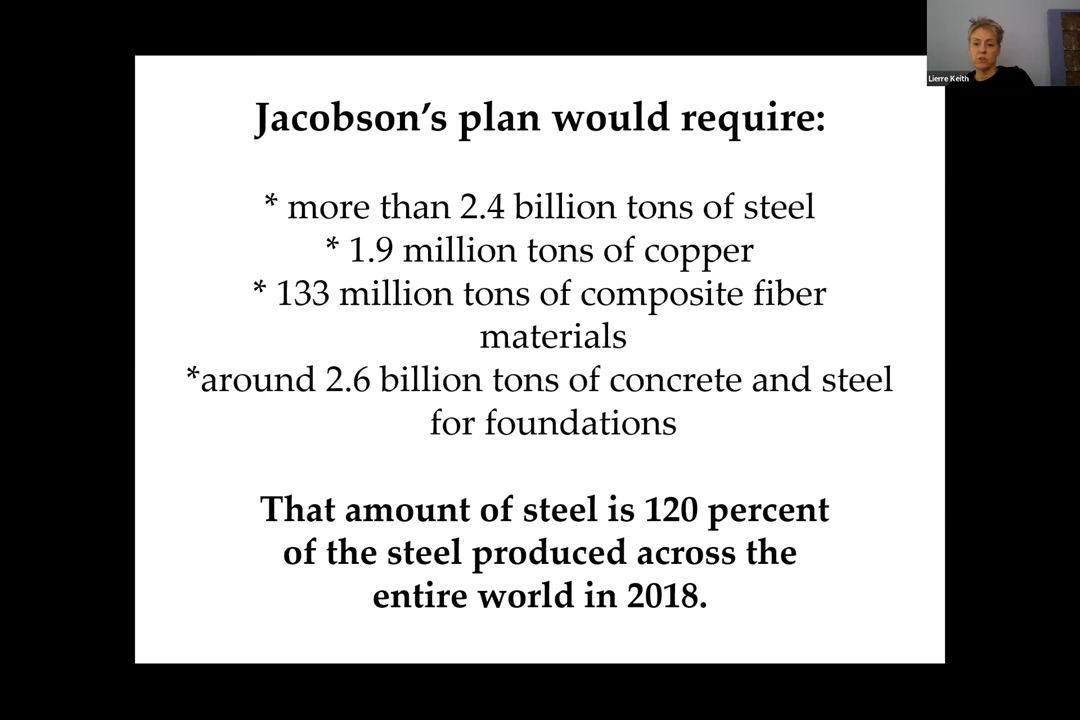 Lierre Keith
Jacobson’s plan would require:
* more than 2.4 billion tons of steel
* 1.9 million tons of copper
* 133 million tons of composite fiber
materials
*around 2.6 billion tons of concrete and steel
for foundations
That amount of steel is 120 percent
of the steel produced across the
entire world in 2018.